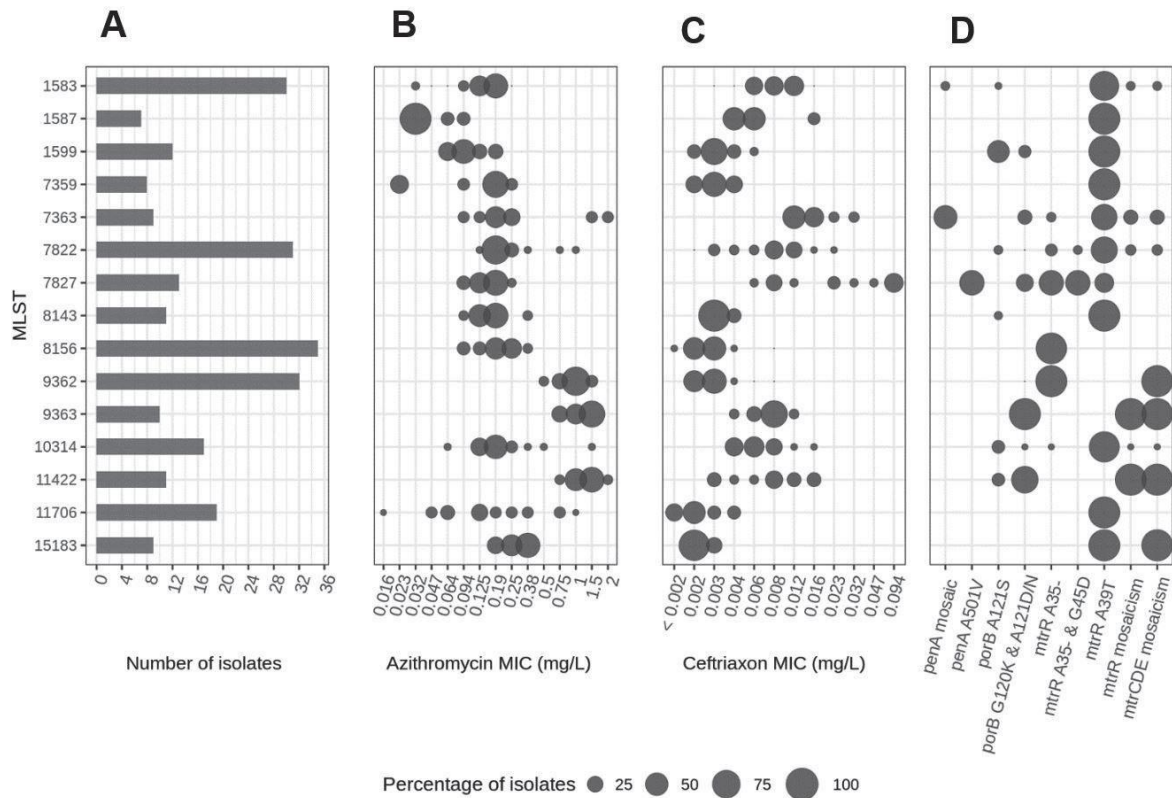 A
B
C
D
MLST
1583
1587
1599
7359
7363
7822
7827
8143
8156
9362
9363
10314
11422
11706
15183
0
4
8
12
16
20
24
28
32
36
Number of isolates
0.016
0.023
0.032
0.047
0.064
0.094
0.125
0.19
0.25
0.38
0.5
0.75
1
1.5
2
Azithromycin MIC (mg/L)
< 0.002
0.002
0.003
0.004
0.006
0.008
0.012
0.016
0.023
0.032
0.047
0.094
Ceftriaxon MIC (mg/L)
penA mosaic
penA A501V
porB A121S
porB G120K & A121D/N
mtrR A35-
mtrR A35- & G45D
mtrR A39T
mtrR mosaicism
mtrCDE mosaicism
Percentage of isolates 25 50 75 100